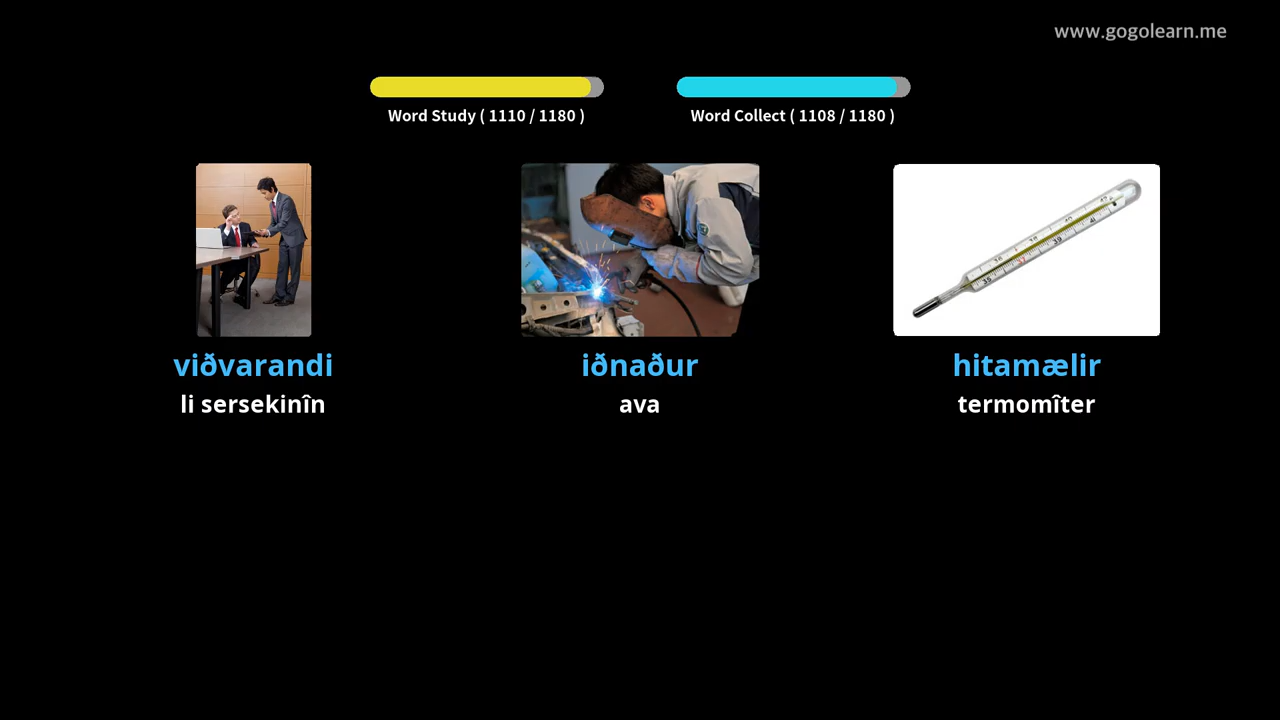 www.gogolearn.me
Word Study ( 1110 / 1180 )
Word Collect ( 1108 / 1180 )
viðvarandi
iðnaður
hitamælir
li sersekinîn
ava
termomîter